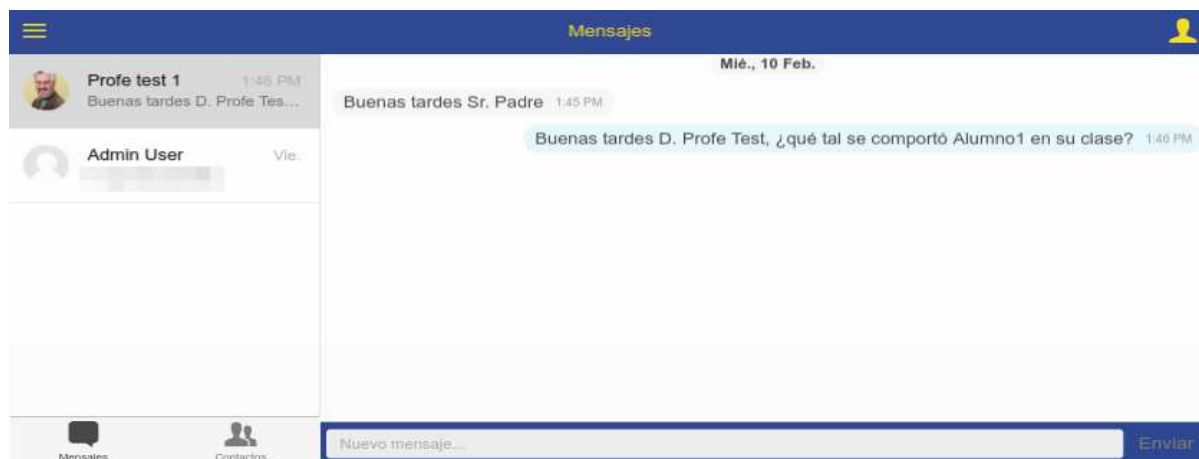 Mensajes
Profe test 1 1:46 PM
Buenas tardes D. Profe Tes...
Admin User Vie.
Mié., 10 Feb.
Buenas tardes Sr. Padre 1:45 PM
Buenas tardes D. Profe Test, ¿qué tal se comportó Alumno1 en su clase? 1:46 PM
Mensajes Contactos
Nuevo mensaje... Enviar